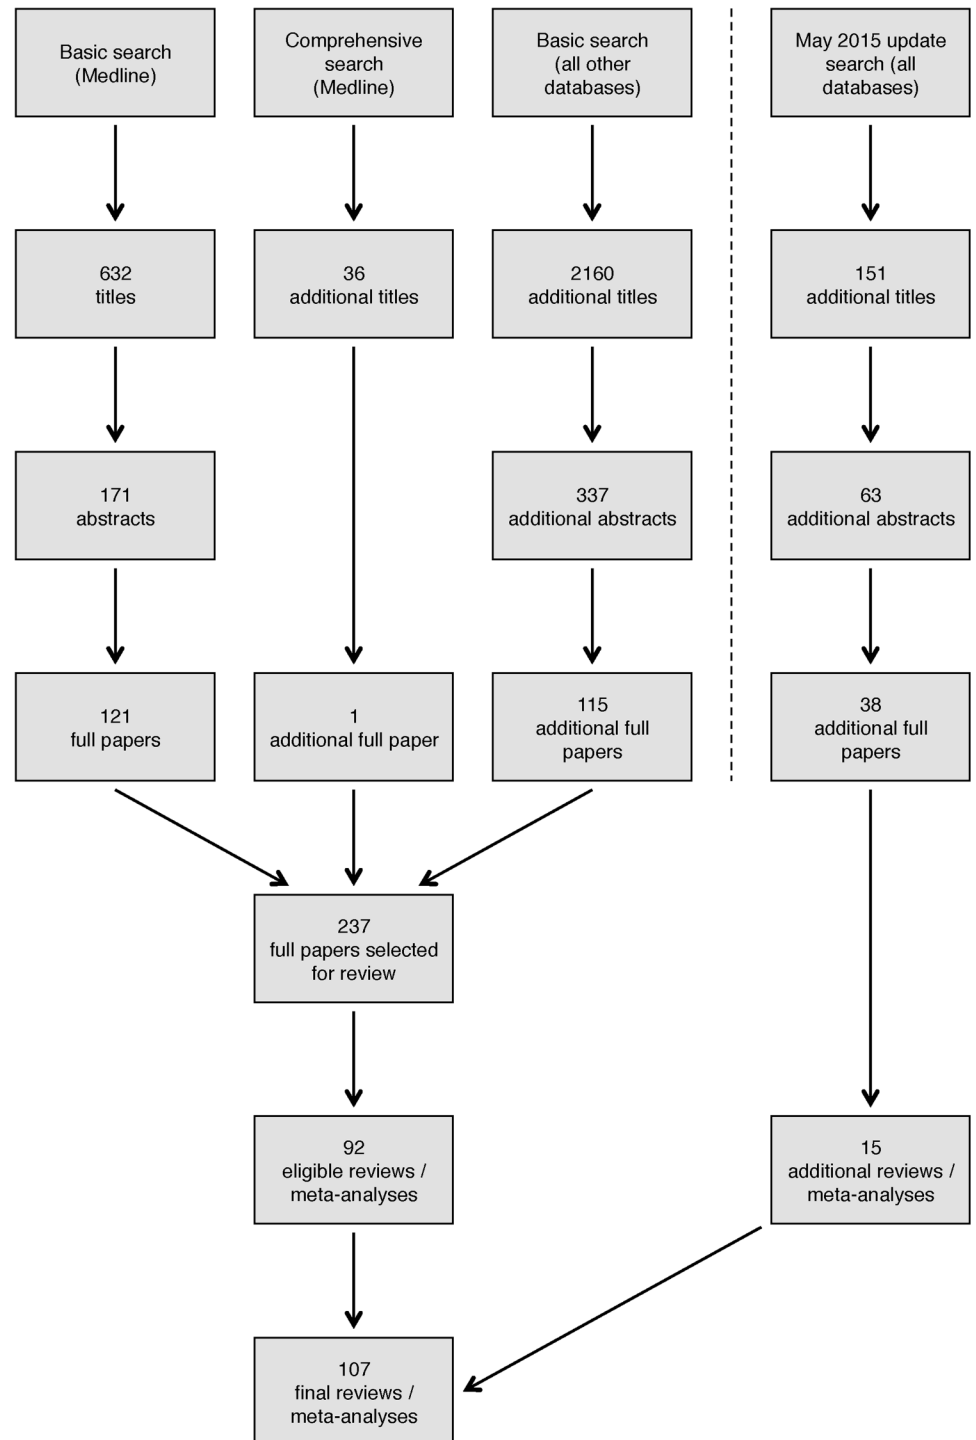 Basic search
(Medline)
Comprehensive
search
(Medline)
Basic search
(all other
databases)
May 2015 update
search (all
databases)
632
titles
36
additional titles
2160
additional titles
151
additional titles
171
abstracts
337
additional abstracts
63
additional abstracts
121
full papers
1
additional full paper
115
additional full
papers
38
additional full
papers
237
full papers selected
for review
92
eligible reviews /
meta-analyses
15
additional reviews /
meta-analyses
107
final reviews /
meta-analyses